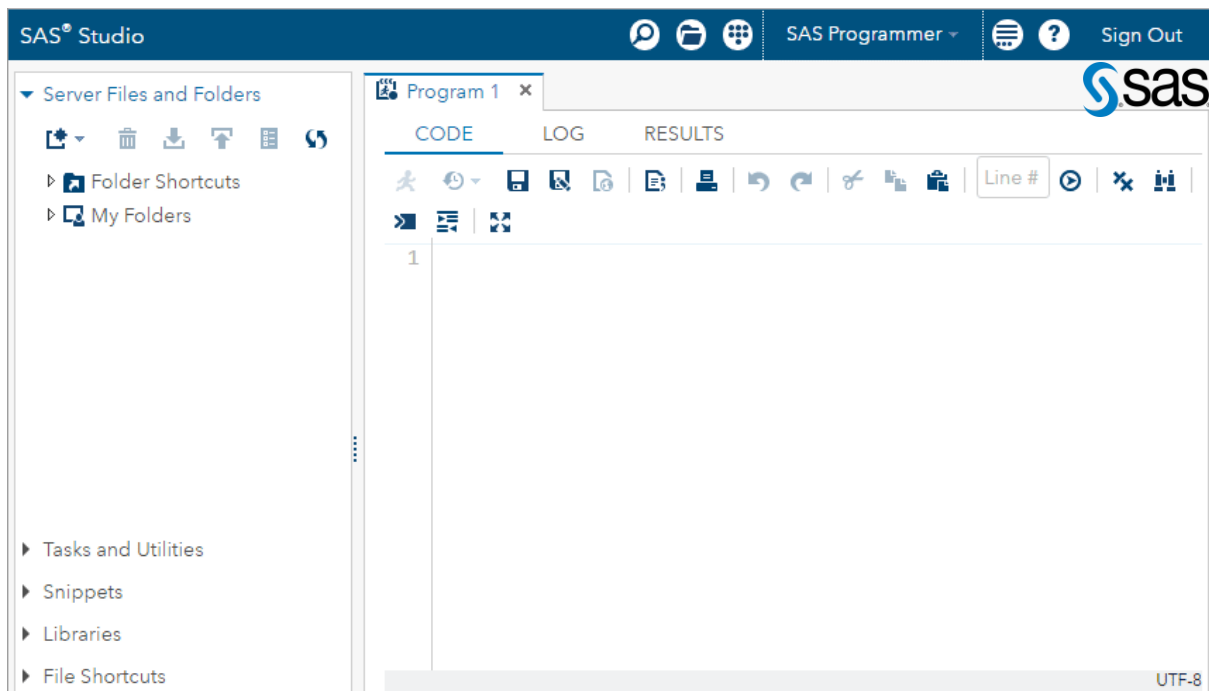 SAS® Studio
SAS Programmer
Sign Out
Server Files and Folders
Folder Shortcuts
My Folders
Tasks and Utilities
Snippets
Libraries
File Shortcuts
Program 1
sas
CODE LOG RESULTS
Line #
1
UTF-8